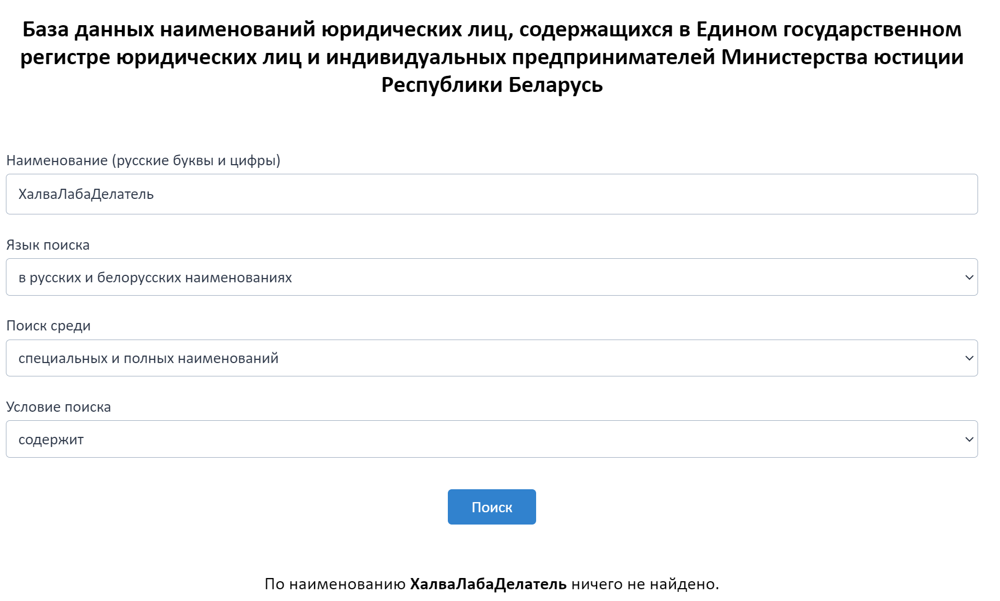 База данных наименований юридических лиц, содержащихся в Едином государственном
регистре юридических лиц и индивидуальных предпринимателей Министерства юстиции
Республики Беларусь
Наименование (русские буквы и цифры)
ХалваЛабаДелатель
Язык поиска
в русских и белорусских наименованиях
Поиск среди
специальных и полных наименований
Условие поиска
содержит
Поиск
По наименованию ХалваЛабаДелатель ничего не найдено.